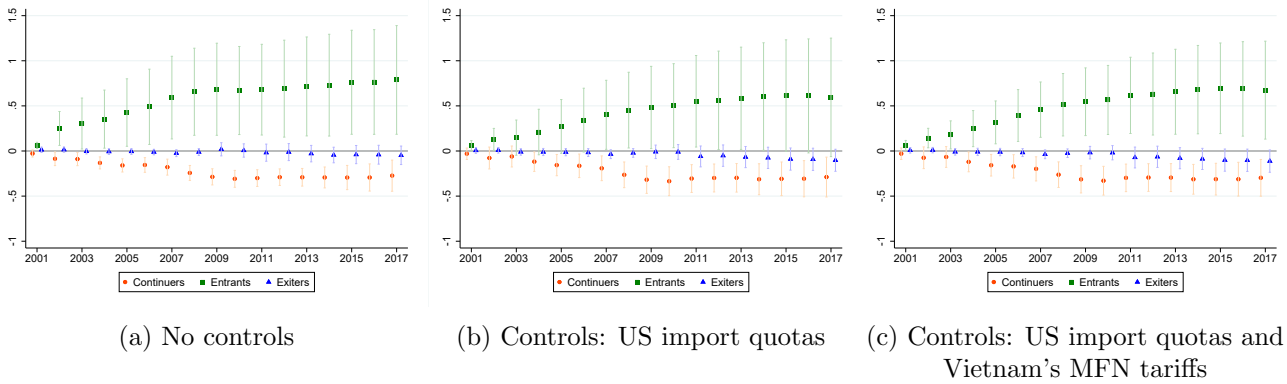 1.5
1
.5
0
-.5
-1
2001 2003 2005 2007 2009 2011 2013 2015 2017
Continuers Entrants Exiters
(a) No controls
1.5
1
.5
0
-.5
-1
2001 2003 2005 2007 2009 2011 2013 2015 2017
Continuers Entrants Exiters
(b) Controls: US import quotas
1.5
1
.5
0
-.5
-1
2001 2003 2005 2007 2009 2011 2013 2015 2017
Continuers Entrants Exiters
(c) Controls: US import quotas and
Vietnam's MFN tariffs